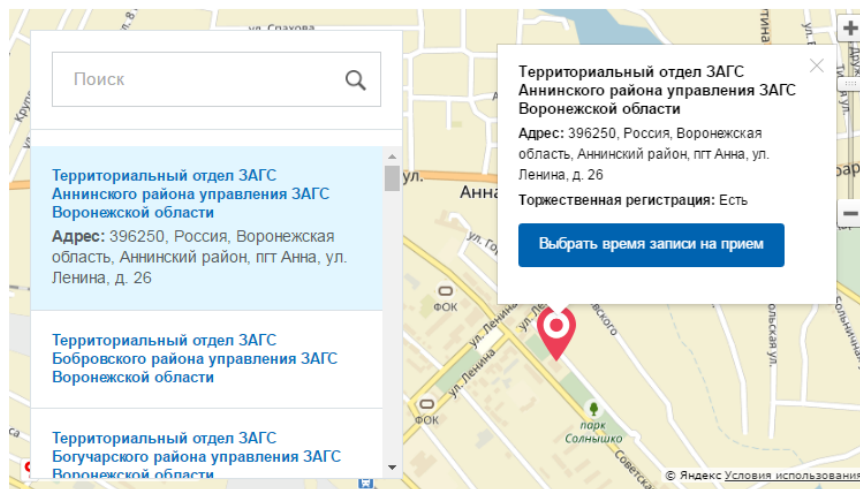 Поиск
Территориальный отдел ЗАГС
Аннинского района управления ЗАГС
Воронежской области
Адрес: 396250, Россия, Воронежская
область, Аннинский район, пгт Анна, ул.
Ленина, д. 26
Территориальный отдел ЗАГС
Бобровского района управления ЗАГС
Воронежской области
Территориальный отдел ЗАГС
Богучарского района управления ЗАГС
Воронежской области
Территориальный отдел ЗАГС
Аннинского района управления ЗАГС
Воронежской области
Адрес: 396250, Россия, Воронежская
область, Аннинский район, пгт Анна, ул.
Ленина, д. 26
Торжественная регистрация: Есть
Выбрать время записи на прием
ул. 8
ул.
ул. Ленина
ул. Ленина
ФОК
ФОК
парк
Солнышко
© Яндекс Условия использования